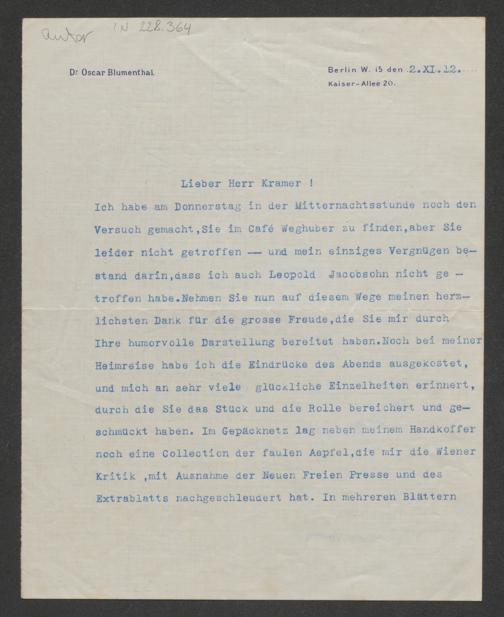 Autor IN 228.364
Dr Oscar Blumenthal.
Berlin W. 15 den 2.XI.12.
Kaiser-Allee 20.
Lieber Herr Kramer !
Ich habe am Donnerstag in der Mitternachtsstunde noch den
Versuch gemacht,Sie im Café Weghuber zu finden,aber Sie
leider nicht getroffen — und mein einziges Vergnügen be-
stand darin,dass ich auch Leopold Jacobsohn nicht ge -
troffen habe.Nehmen Sie nun auf diesem Wege meinen herz-
lichsten Dank für die grosse Freude,die Sie mir durch
Ihre humorvolle Darstellung bereitet haben.Noch bei meiner
Heimreise habe ich die Eindrücke des Abends ausgekostet,
und mich an sehr viele glückliche Einzelheiten erinnert,
durch die Sie das Stück und die Rolle bereichert und ge-
schmückt haben. Im Gepäcknetz lag neben meinem Handkoffer
noch eine Collection der faulen Aepfel,die mir die Wiener
Kritik ,mit Ausnahme der Neuen Freien Presse und des
Extrablatts nachgeschleudert hat. In mehreren Blättern